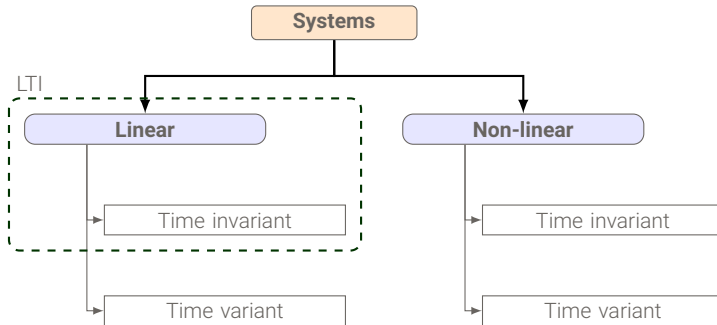 Systems
LTI
Linear
Non-linear
Time invariant
Time invariant
Time variant
Time variant